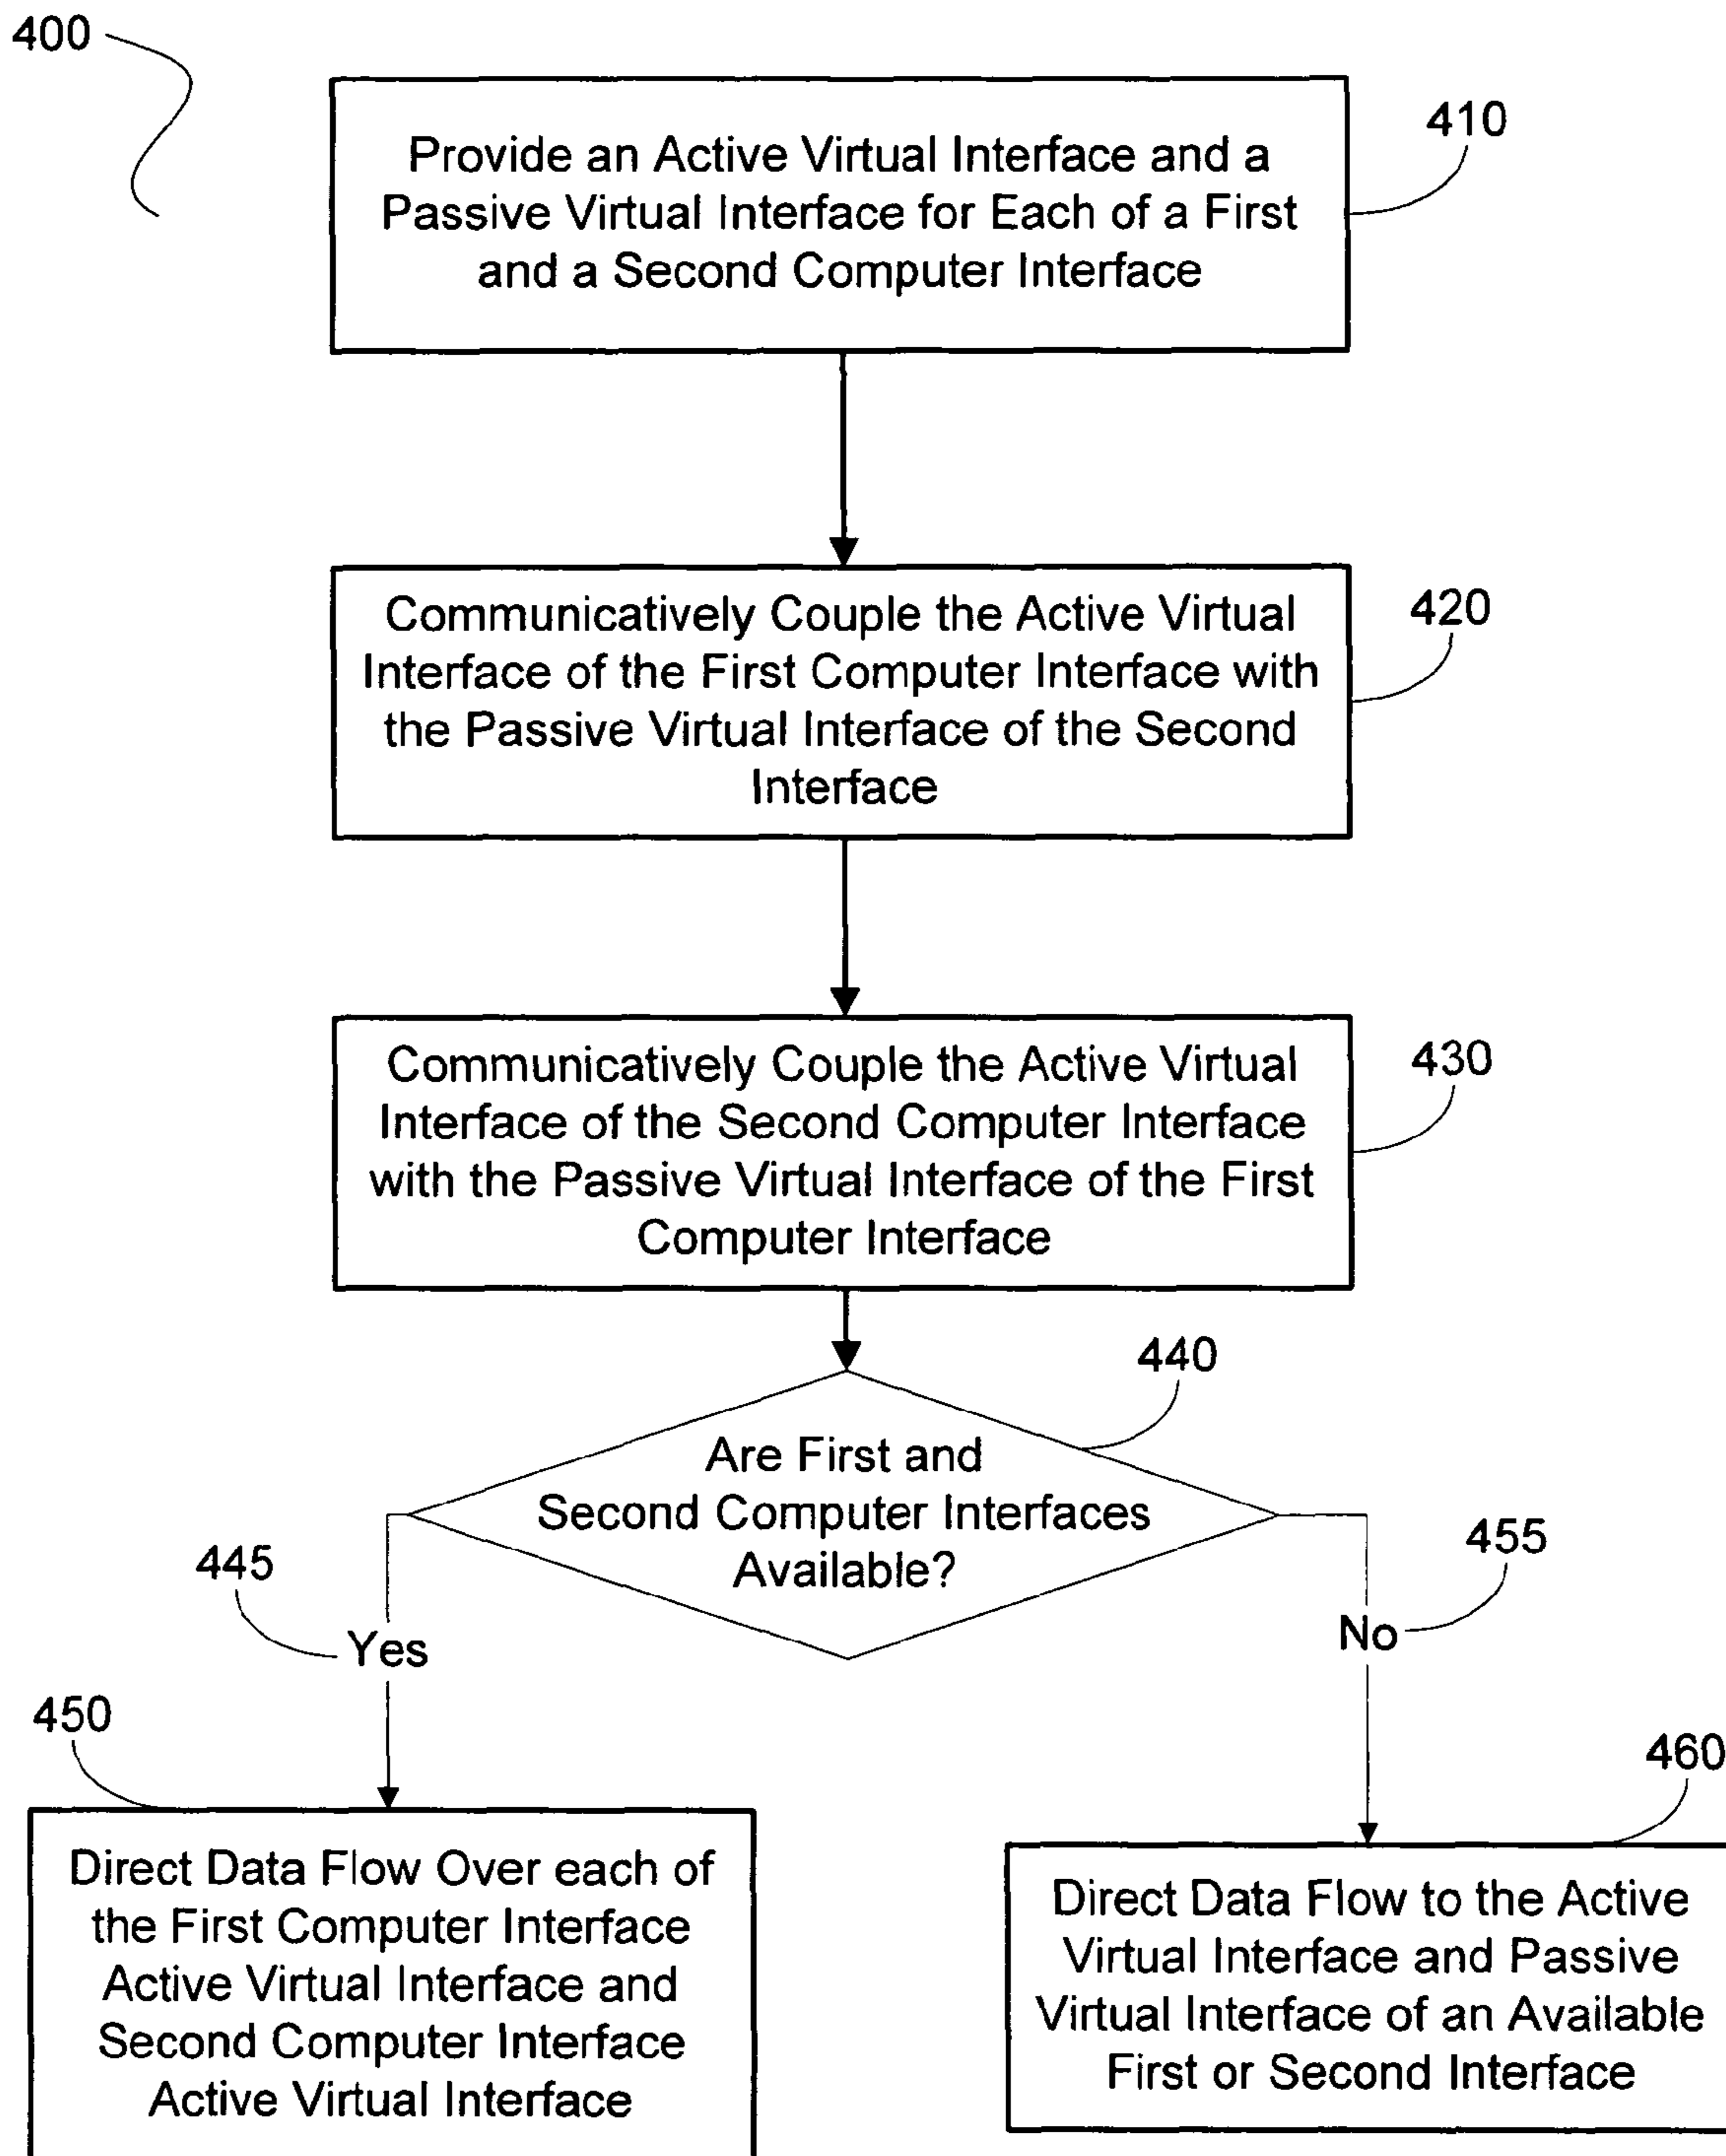 400
410
Provide an Active Virtual Interface and a
Passive Virtual Interface for Each of a First
and a Second Computer Interface
420
Communicatively Couple the Active Virtual
Interface of the First Computer Interface with
the Passive Virtual Interface of the Second
Interface
430
Communicatively Couple the Active Virtual
Interface of the Second Computer Interface
with the Passive Virtual Interface of the First
Computer Interface
440
Are First and
Second Computer Interfaces
Available?
445
Yes
455
No
450
Direct Data Flow Over each of
the First Computer Interface
Active Virtual Interface and
Second Computer Interface
Active Virtual Interface
460
Direct Data Flow to the Active
Virtual Interface and Passive
Virtual Interface of an Available
First or Second Interface